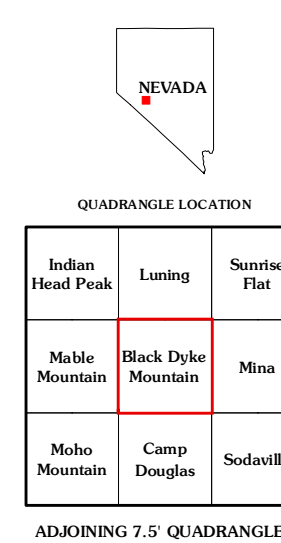 NEVADA
QUADRANGLE LOCATION
Indian
Head Peak
Luning
Sunrise
Flat
Mable
Mountain
Black Dyke
Mountain
Mina
Moho
Mountain
Camp
Douglas
Sodavill
ADJOINING 7.5' QUADRANGLE